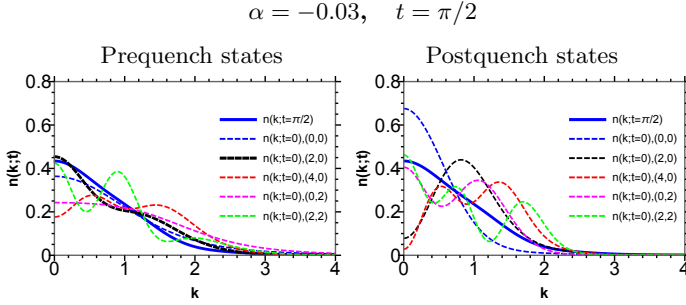 α = −0.03, t = π/2
Prequench states
Postquench states
n(k;t)
0.8
0.6
0.4
0.2
0
n(k;t=π/2)
n(k;t=0),(0,0)
n(k;t=0),(2,0)
n(k;t=0),(4,0)
n(k;t=0),(0,2)
n(k;t=0),(2,2)
0 1 2 3 4
k
n(k;t)
0.8
0.6
0.4
0.2
0
n(k;t=π/2)
n(k;t=0),(0,0)
n(k;t=0),(2,0)
n(k;t=0),(4,0)
n(k;t=0),(0,2)
n(k;t=0),(2,2)
0 1 2 3 4
k